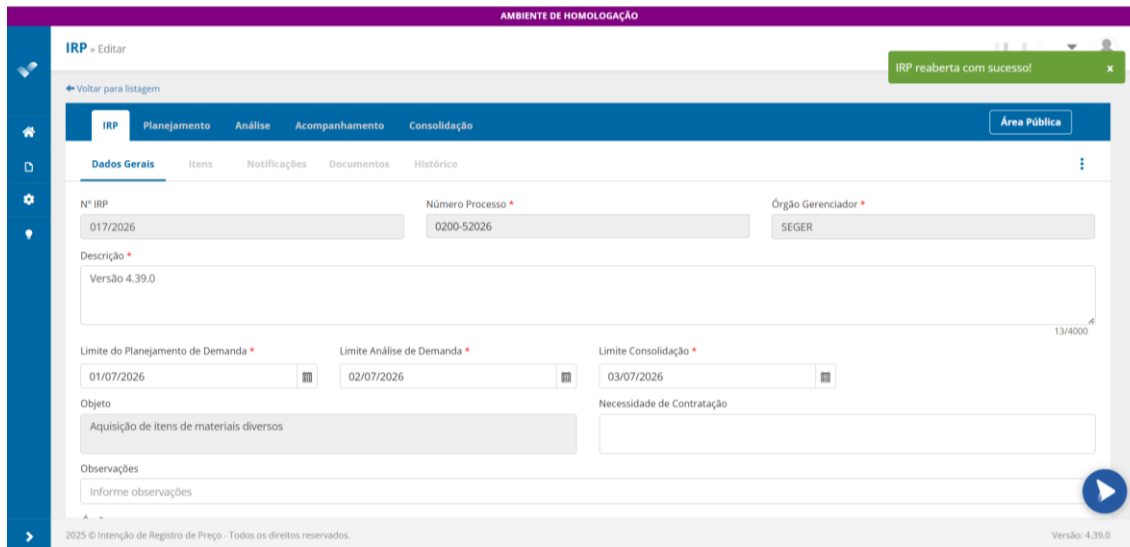 AMBIENTE DE HOMOLOGAÇÃO
IRP » Editar
IRP reaberta com sucesso! x
Voltar para listagem
IRP Planejamento Análise Acompanhamento Consolidação Área Pública
Dados Gerais Itens Notificações Documentos Histórico
Nº IRP Número Processo * Órgão Gerenciador *
017/2026 0200-52026 SEGER
Descrição *
Versão 4.39.0
13/4000
Limite do Planejamento de Demanda * Limite Análise de Demanda * Limite Consolidação *
01/07/2026 02/07/2026 03/07/2026
Objeto Necessidade de Contratação
Aquisição de itens de materiais diversos
Observações
Informe observações
2025 © Intenção de Registro de Preço - Todos os direitos reservados. Versão: 4.39.0